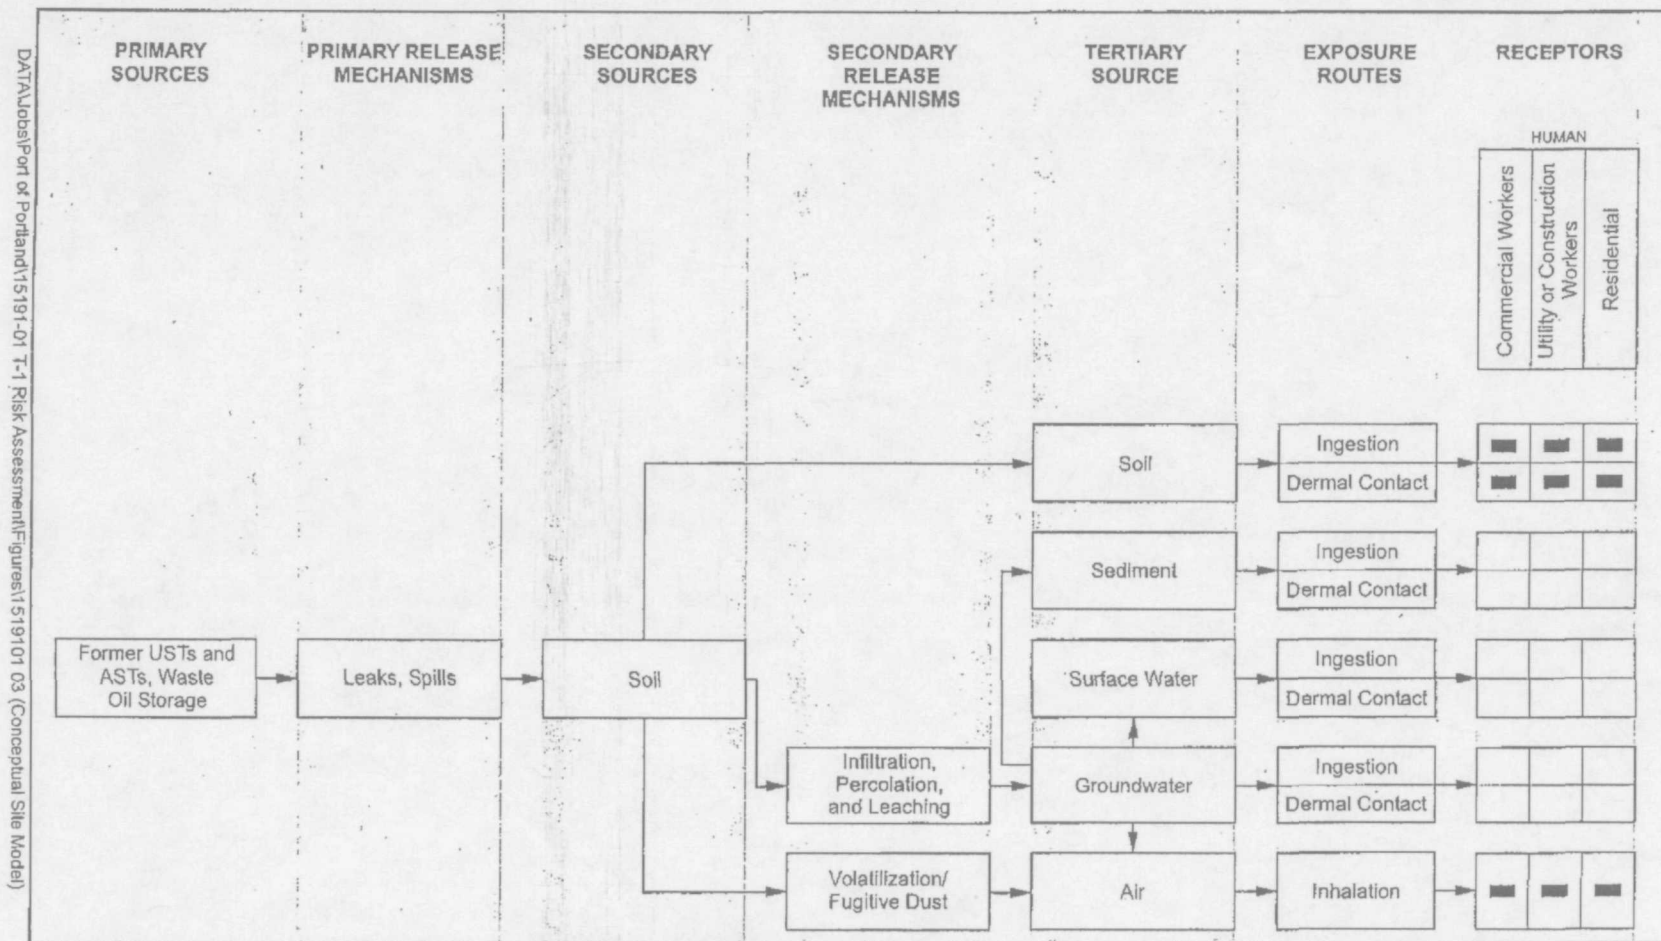 PRIMARY
SOURCES
PRIMARY RELEASE
MECHANISMS
SECONDARY
SOURCES
SECONDARY
RELEASE
MECHANISMS
TERTIARY
SOURCE
EXPOSURE
ROUTES
RECEPTORS
HUMAN
Commercial Workers
Utility or Construction
Workers
Residential
Soil
Ingestion
Dermal Contact
Sediment
Ingestion
Dermal Contact
Former USTs and
ASTs, Waste
Oil Storage
Leaks, Spills
Soil
Surface Water
Ingestion
Dermal Contact
Infiltration,
Percolation,
and Leaching
Groundwater
Ingestion
Dermal Contact
Volatilization/
Fugitive Dust
Air
Inhalation
DATA\Jobs\Port of Portland\15191-01 T-1 Risk Assessment\Figures\1519101 03 (Conceptual Site Model)